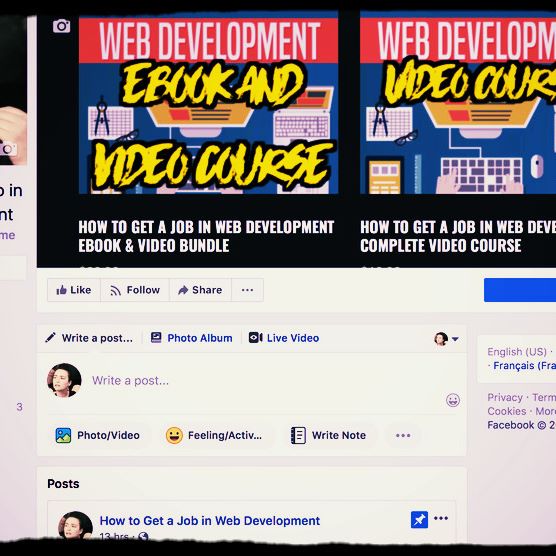 WEB DEVELOPMENT
EBOOK AND
VIDEO COURSE
HOW TO GET A JOB IN WEB DEVELOPMENT
EBOOK & VIDEO BUNDLE
WEB DEVELOPM
VIDEO COUR
HOW TO GET A JOB IN WEB DEVE
COMPLETE VIDEO COURSE
o in
nt
me
3
Like
Follow
Share
Write a post...
Photo Album
Live Video
Write a post...
Photo/Video
Feeling/Activ...
Write Note
Posts
How to Get a Job in Web Development
13 hrs ·
English (US) ·
· Français (Fra
Privacy · Term
Cookies · More
Facebook © 2